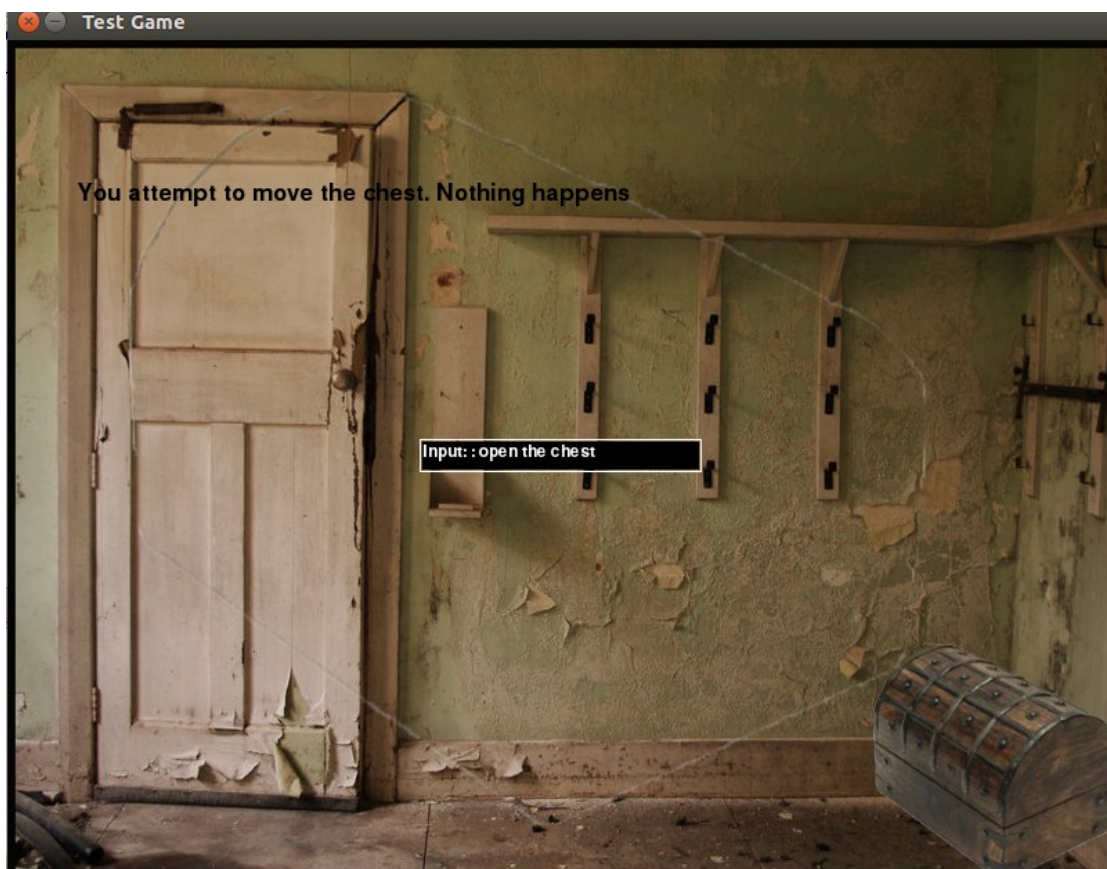 Test Game
You attempt to move the chest. Nothing happens
Input: : open the chest